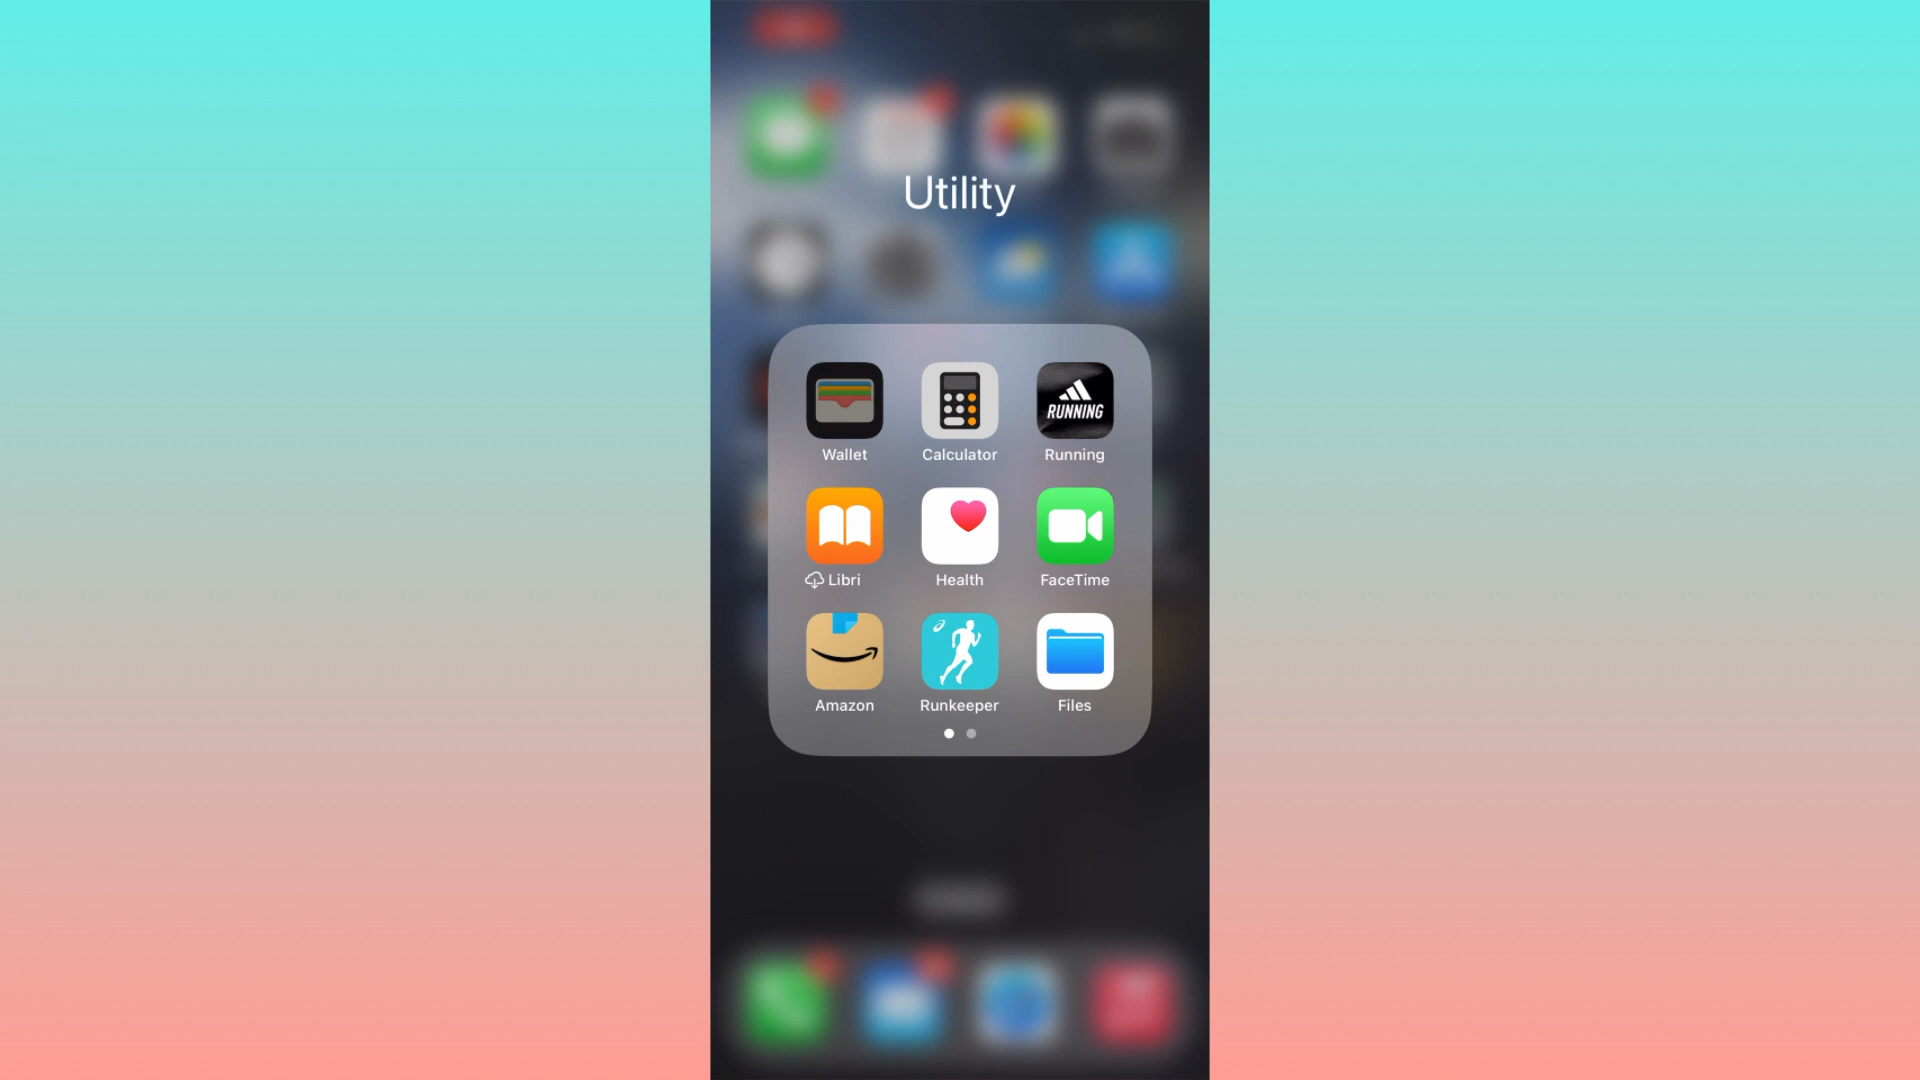 Utility
RUNNING
Wallet Calculator Running
Libri Health FaceTime
Amazon Runkeeper Files